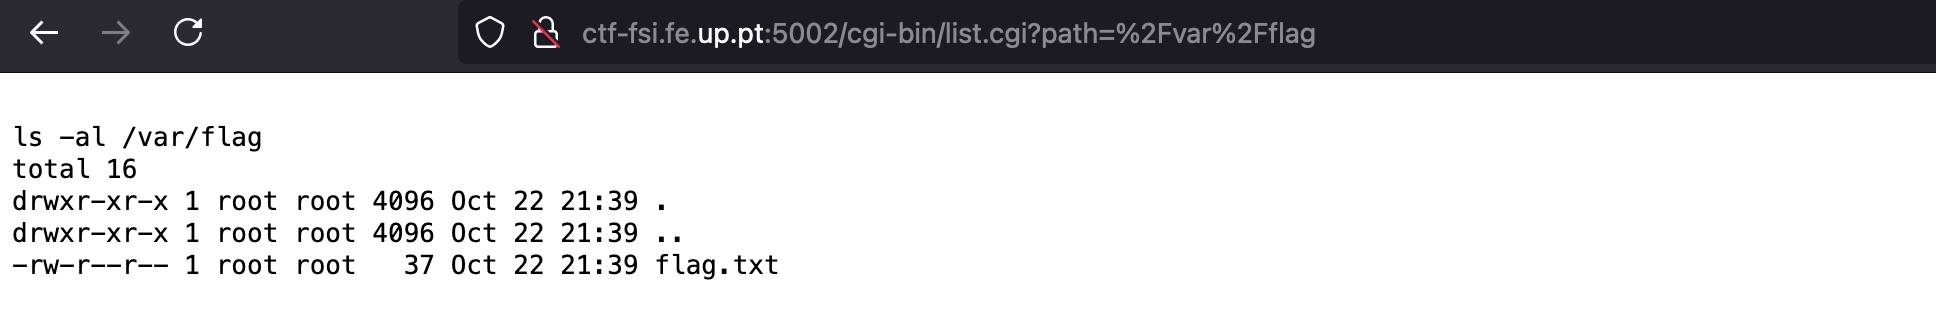 ctf-fsi.fe.up.pt:5002/cgi-bin/list.cgi?path=%2Fvar%2Fflag
ls -al /var/flag
total 16
drwxr-xr-x 1 root root 4096 Oct 22 21:39 .
drwxr-xr-x 1 root root 4096 Oct 22 21:39 ..
-rw-r--r-- 1 root root   37 Oct 22 21:39 flag.txt